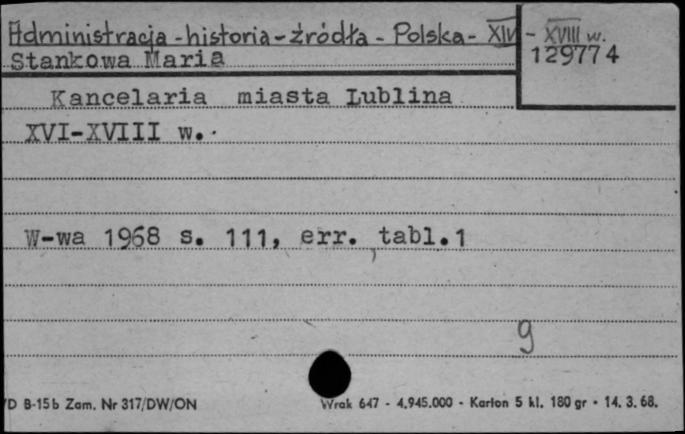 Administracja - historia - źródła - Polska - XIV - XVIII w.
Stankowa Maria
129774
Kancelaria miasta Lublina
XVI-XVIII w.
W-wa 1968 s. 111, err. tabl.1
9
D B-15b Zam. Nr 317/DW/ON Wrak 647 - 4.945.000 - Karton 5 kl. 180 gr - 14. 3. 68.